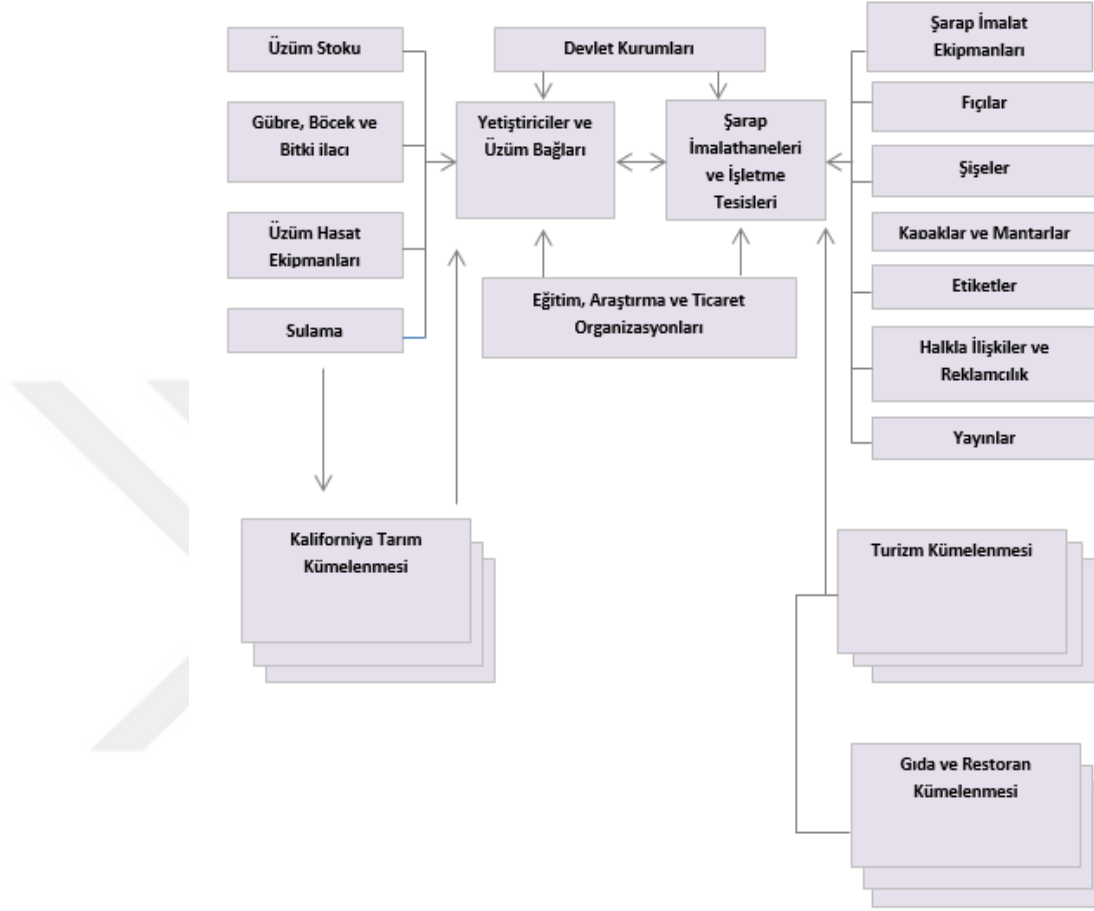 Üzüm Stoku
Gübre, Böcek ve
Bitki ilacı
Üzüm Hasat
Ekipmanları
Sulama
Devlet Kurumları
Yetiştiriciler ve
Üzüm Bağları
Şarap
İmalathaneleri
ve İşletme
Tesisleri
Eğitim, Araştırma ve Ticaret
Organizasyonları
Şarap İmalat
Ekipmanları
Fıçılar
Şişeler
Kapaklar ve Mantarlar
Etiketler
Halkla İlişkiler ve
Reklamcılık
Yayınlar
Kaliforniya Tarım
Kümelenmesi
Turizm Kümelenmesi
Gıda ve Restoran
Kümelenmesi